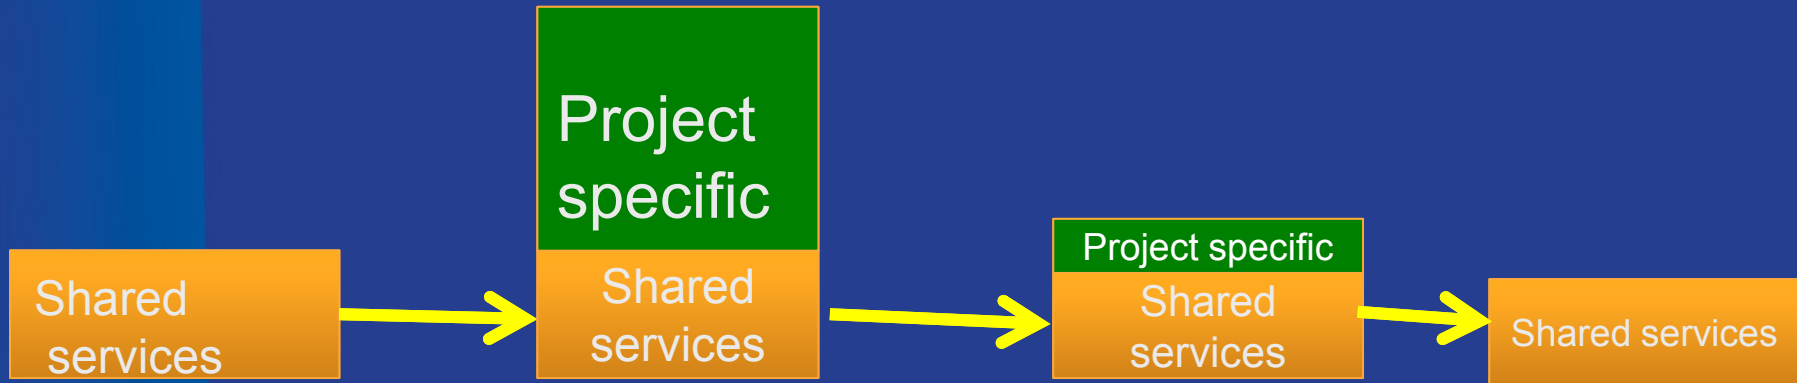 Shared
services
Project
specific
Shared
services
Project specific
Shared
services
Shared services